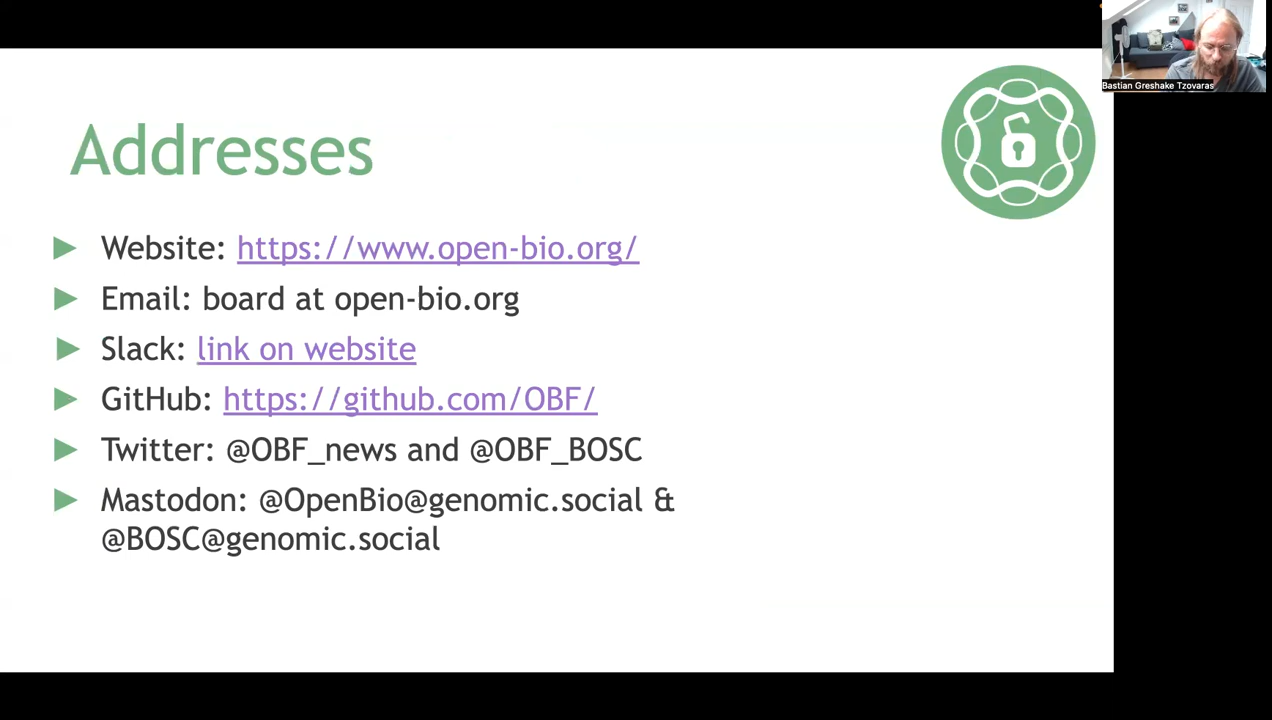 Bastian Greshake Tzovaras
Addresses
Website: https://www.open-bio.org/
Email: board at open-bio.org
Slack: link on website
GitHub: https://github.com/OBF/
Twitter: @OBF_news and @OBF_BOSC
Mastodon: @OpenBio@genomic.social &
@BOSC@genomic.social